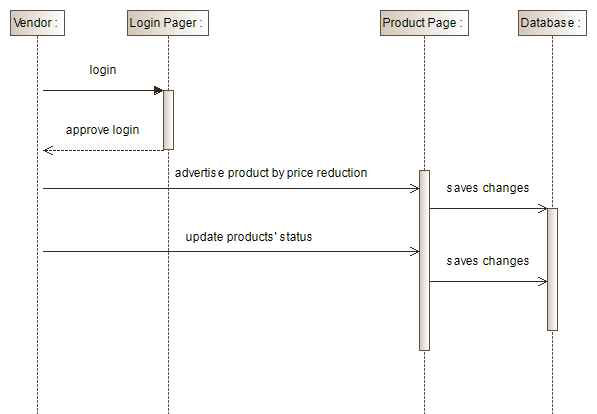 Vendor :
Login Pager :
Product Page :
Database :
login
approve login
advertise product by price reduction
saves changes
update products' status
saves changes